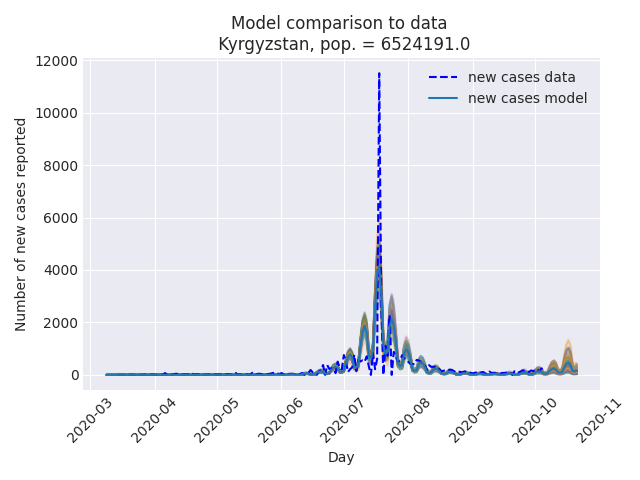 Model comparison to data
Kyrgyzstan, pop. = 6524191.0
12000
10000
8000
6000
4000
2000
0
Number of new cases reported
new cases data
new cases model
2020-03
2020-04
2020-05
2020-06
2020-07
2020-08
2020-09
2020-10
2020-11
Day